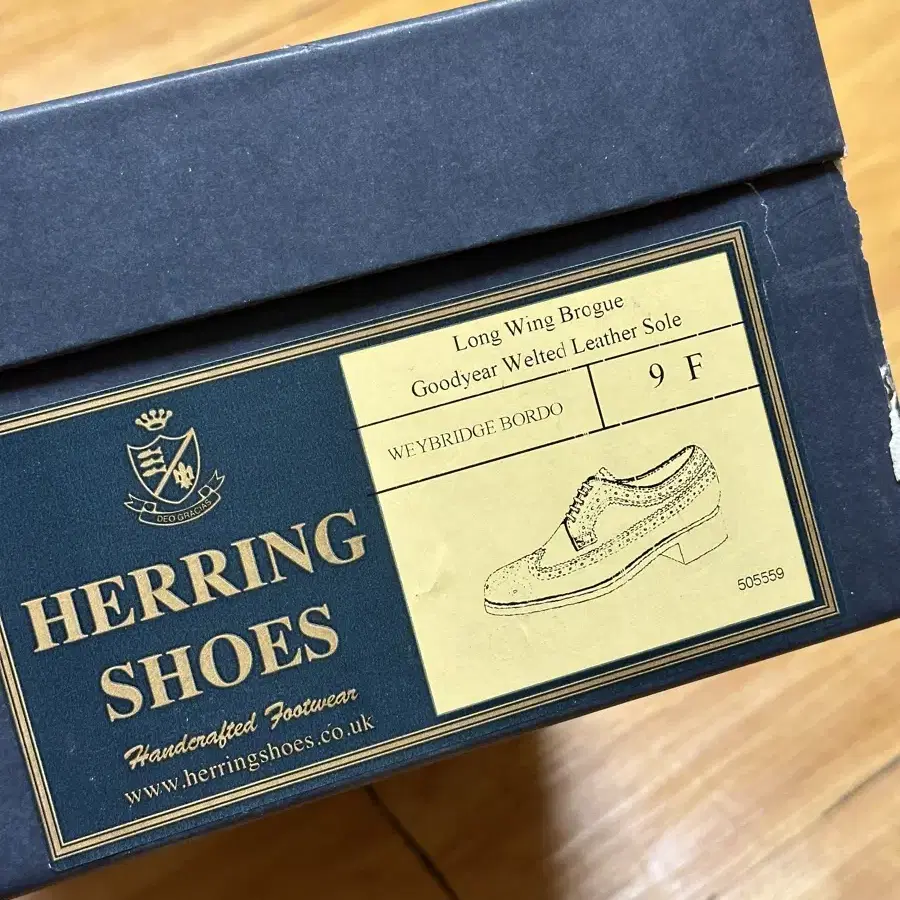 DEO GRACIAS
HERRING
SHOES
Handcrafted Footwear
www.herringshoes.co.uk
Long Wing Brogue
Goodyear Welted Leather Sole
WEYBRIDGE BORDO
9 F
505559